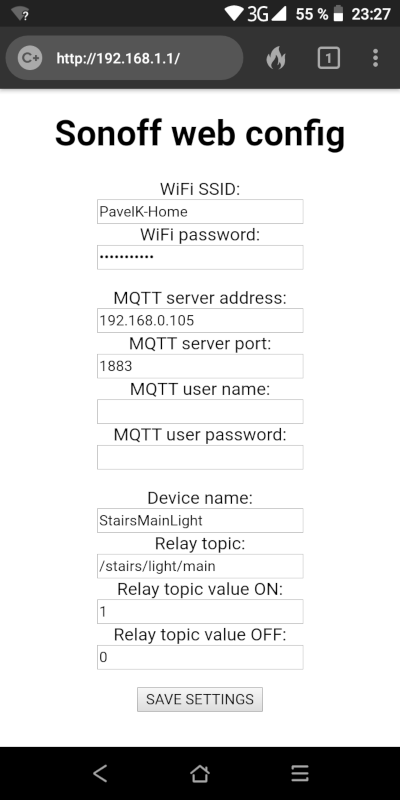 ? 3G 55 % 23:27
C+ http://192.168.1.1/ 1
Sonoff web config
WiFi SSID:
PavelK-Home
WiFi password:
•••••••••••
MQTT server address:
192.168.0.105
MQTT server port:
1883
MQTT user name:
MQTT user password:
Device name:
StairsMainLight
Relay topic:
/stairs/light/main
Relay topic value ON:
1
Relay topic value OFF:
0
SAVE SETTINGS